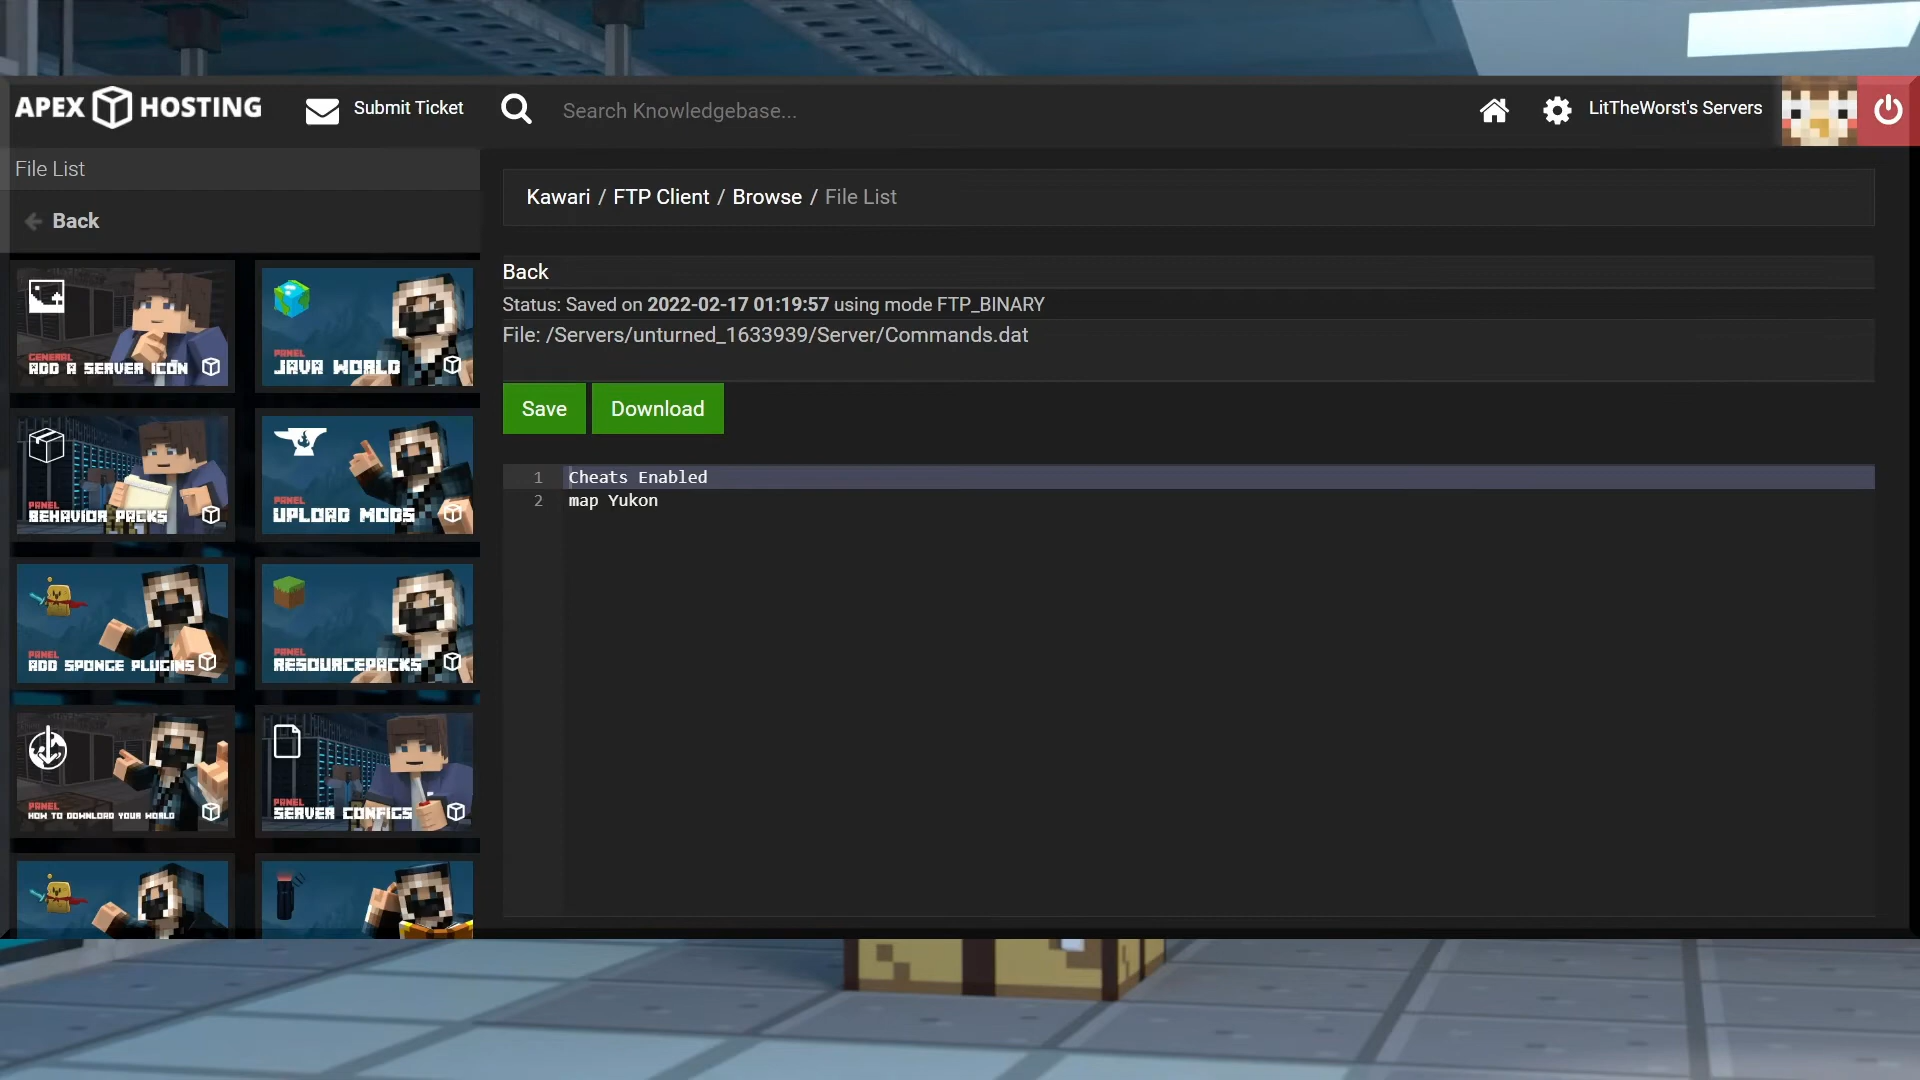 APEX HOSTING
Submit Ticket
Search Knowledgebase...
LitTheWorst's Servers
File List
Back
GENERAL
ADD A SERVER ICON
PANEL
JAVA WORLD
PANEL
BEHAVIOR PACKS
PANEL
UPLOAD MODS
PANEL
ADD SPONGE PLUGINS
PANEL
RESOURCEPACKS
PANEL
HOW TO DOWNLOAD YOUR WORLD
PANEL
SERVER CONFIGS
Kawari / FTP Client / Browse / File List
Back
Status: Saved on 2022-02-17 01:19:57 using mode FTP_BINARY
File: /Servers/unturned_1633939/Server/Commands.dat
Save Download
1 Cheats Enabled
2 map Yukon